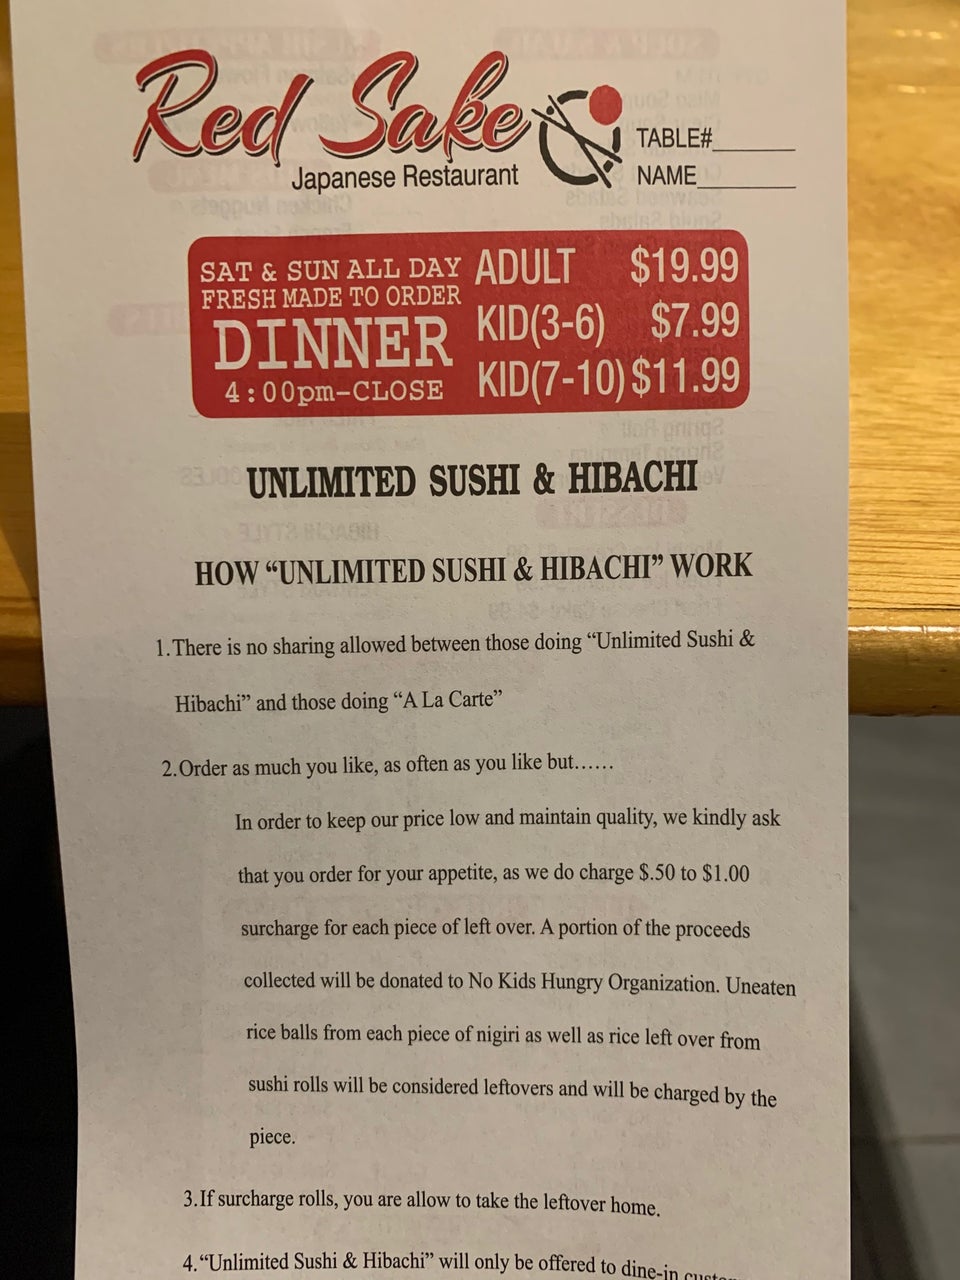 Red Sake
Japanese Restaurant
TABLE#
NAME
SAT & SUN ALL DAY
FRESH MADE TO ORDER
DINNER
4:00pm-CLOSE
ADULT $19.99
KID(3-6) $7.99
KID(7-10) $11.99
UNLIMITED SUSHI & HIBACHI
HOW “UNLIMITED SUSHI & HIBACHI” WORK
1.There is no sharing allowed between those doing “Unlimited Sushi &
Hibachi” and those doing “A La Carte”
2.Order as much you like, as often as you like but……
In order to keep our price low and maintain quality, we kindly ask
that you order for your appetite, as we do charge $.50 to $1.00
surcharge for each piece of left over. A portion of the proceeds
collected will be donated to No Kids Hungry Organization. Uneaten
rice balls from each piece of nigiri as well as rice left over from
sushi rolls will be considered leftovers and will be charged by the
piece.
3.If surcharge rolls, you are allow to take the leftover home.
4.“Unlimited Sushi & Hibachi” will only be offered to dine-in